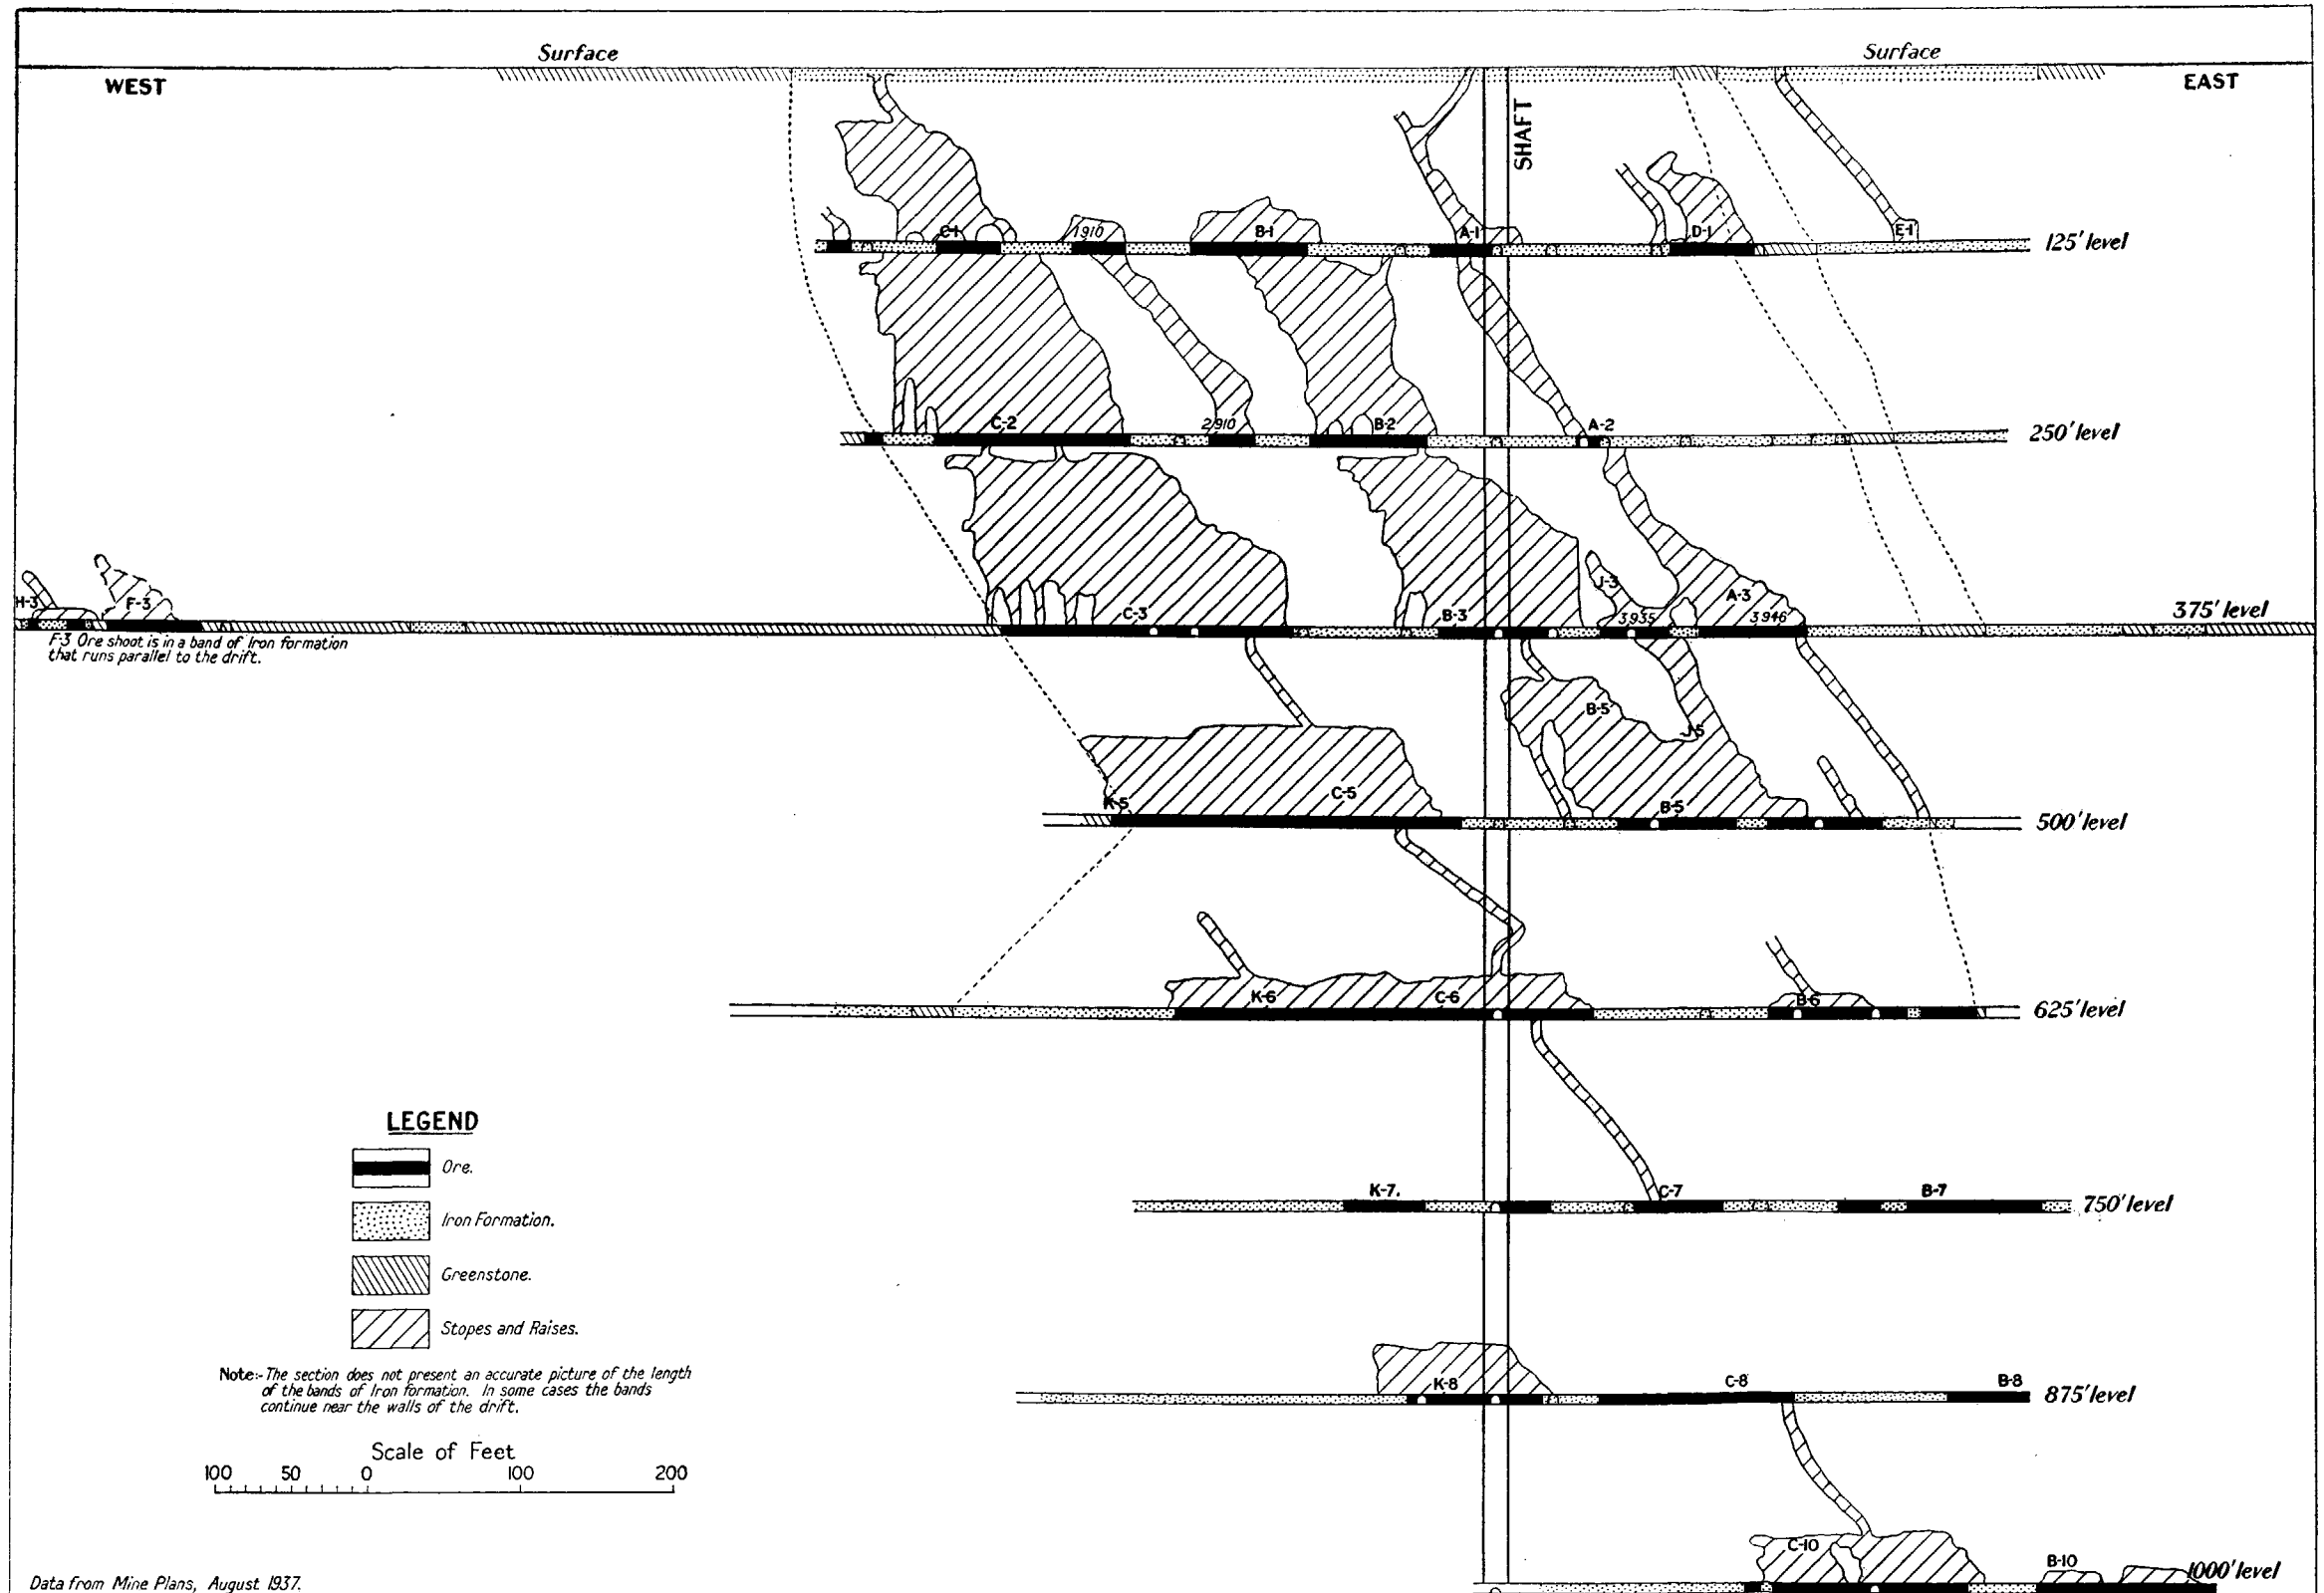 Surface
Surface
WEST
EAST
SHAFT
C-1
1910
B-1
A-1
D-1
E-1
125' level
C-2
2910
B-2
A-2
250' level
H-3
F-3
C-3
B-3
J-3
3935
A-3
3946
375' level
F-3 Ore shoot is in a band of Iron formation
that runs parallel to the drift.
B-5
J-5
K-5
C-5
B-5
500' level
K-6
C-6
B-6
625' level
K-7.
C-7
B-7
750' level
K-8
C-8
B-8
875' level
C-10
B-10
1000' level
LEGEND
Ore.
Iron Formation.
Greenstone.
Stopes and Raises.
Note:- The section does not present an accurate picture of the length
of the bands of Iron formation. In some cases the bands
continue near the walls of the drift.
Scale of Feet
100 50 0 100 200
Data from Mine Plans, August 1937.